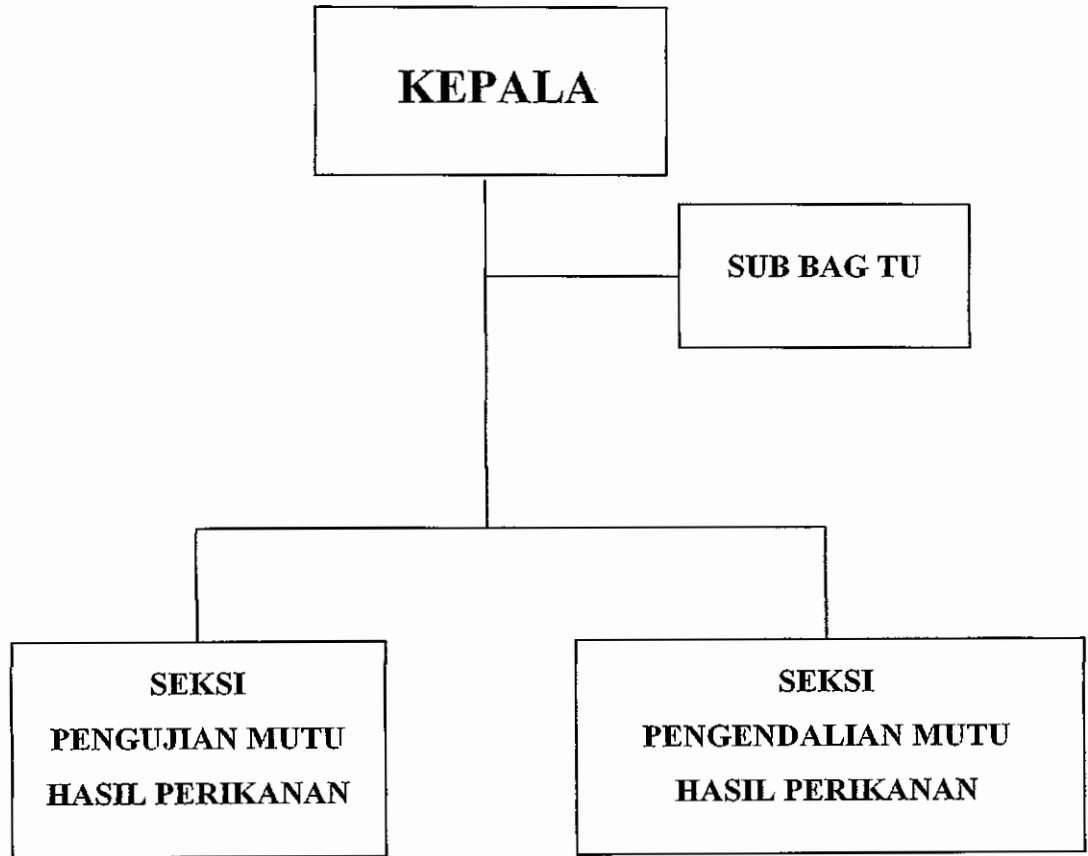 KEPALA
SUB BAG TU
SEKSI
PENGUJIAN MUTU
HASIL PERIKANAN
SEKSI
PENGENDALIAN MUTU
HASIL PERIKANAN